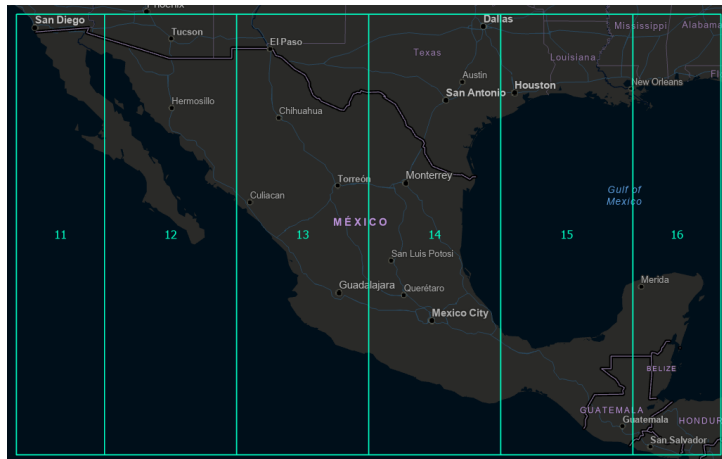 Phoenix
San Diego
Tucson
El Paso
Dallas
Mississippi
Alabama
Texas
Louisiana
Austin
San Antonio
Houston
New Orleans
Hermosillo
Chihuahua
Torreón
Monterrey
Culiacan
Gulf of
Mexico
MÉXICO
11
12
13
14
15
16
San Luis Potosi
Guadalajara
Querétaro
Mexico City
Merida
BELIZE
GUATEMALA
Guatemala
HONDUR
San Salvador